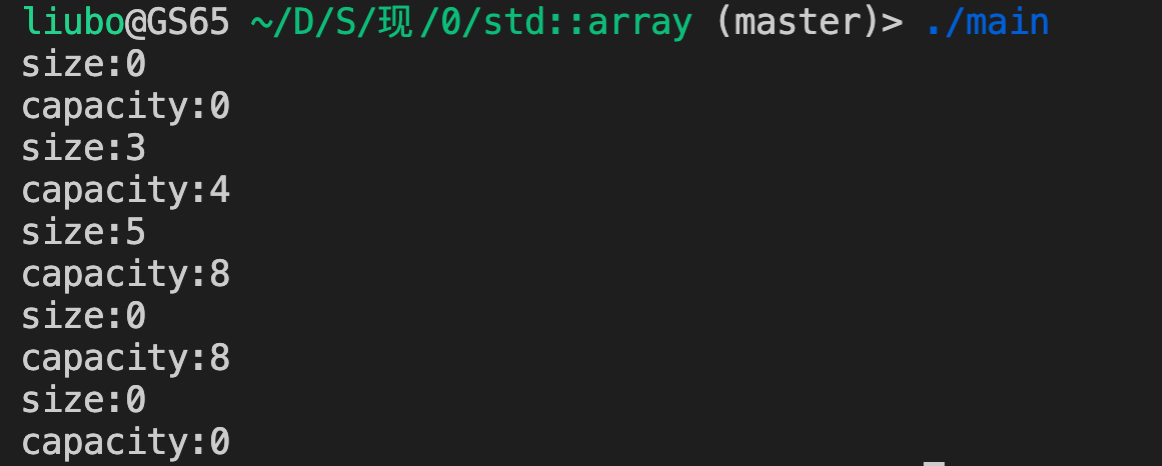 liubo@GS65 ~/D/S/现/0/std::array (master)> ./main
size:0
capacity:0
size:3
capacity:4
size:5
capacity:8
size:0
capacity:8
size:0
capacity:0